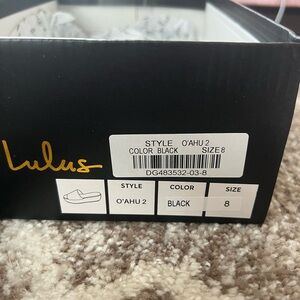 Lulus
STYLE O'AHU 2
COLOR BLACK SIZE 8
DG483532-03-8
STYLE COLOR SIZE
O'AHU 2 BLACK 8